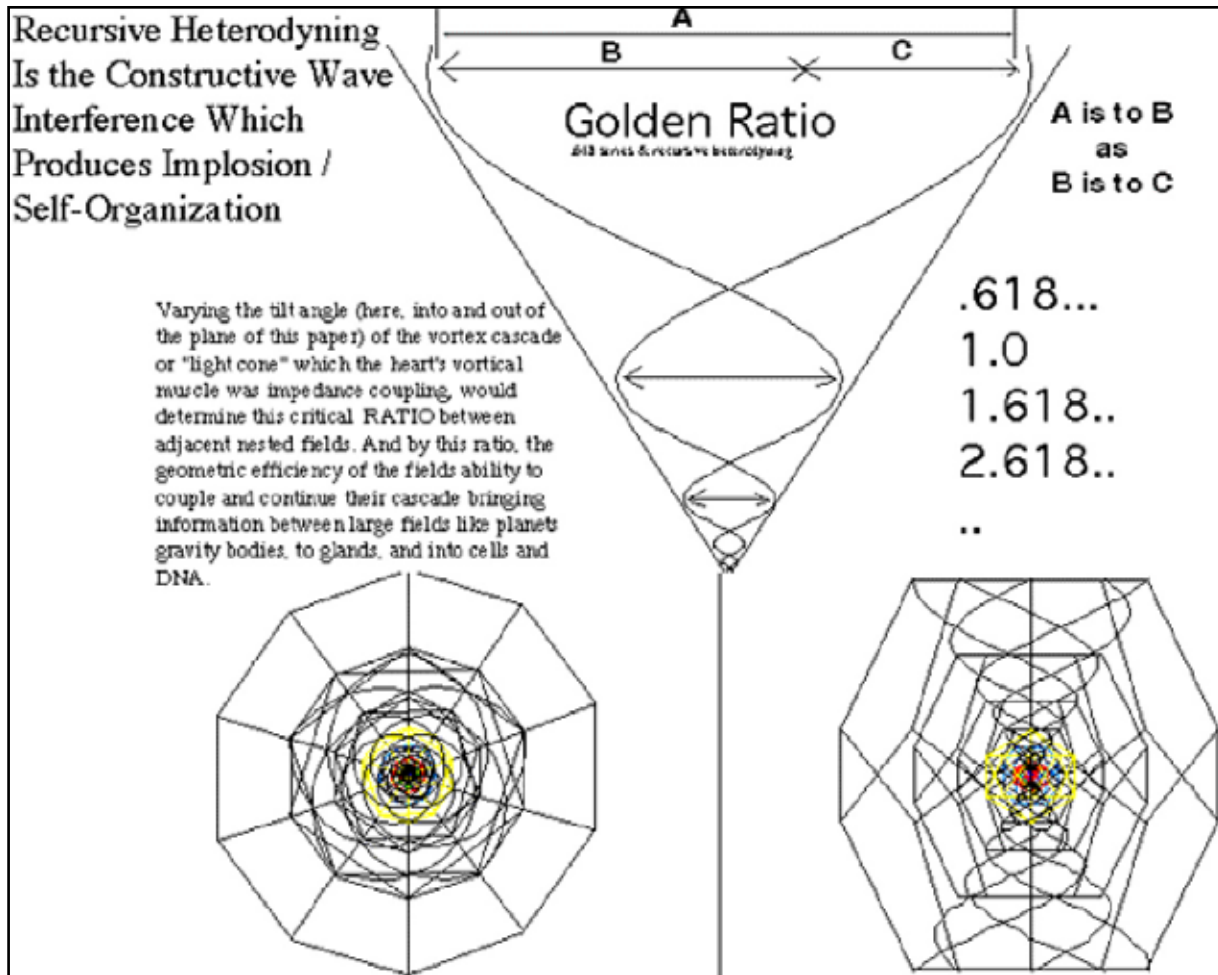 Recursive Heterodyning
Is the Constructive Wave
Interference Which
Produces Implosion /
Self-Organization
A
B
C
Golden Ratio
& recursive heterodyning
A is to B
as
B is to C
.618...
1.0
1.618..
2.618..
..
Varying the tilt angle (here, into and out of
the plane of this paper) of the vortex cascade
or "light cone" which the heart's vortical
muscle was impedance coupling, would
determine this critical RATIO between
adjacent nested fields. And by this ratio, the
geometric efficiency of the fields ability to
couple and continue their cascade bringing
information between large fields like planets
gravity bodies, to glands, and into cells and
DNA.